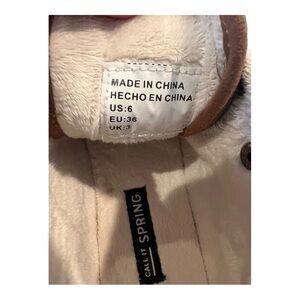 MADE IN CHINA
HECHO EN CHINA
US:6
EU:36
UK:3
CALL IT SPRING